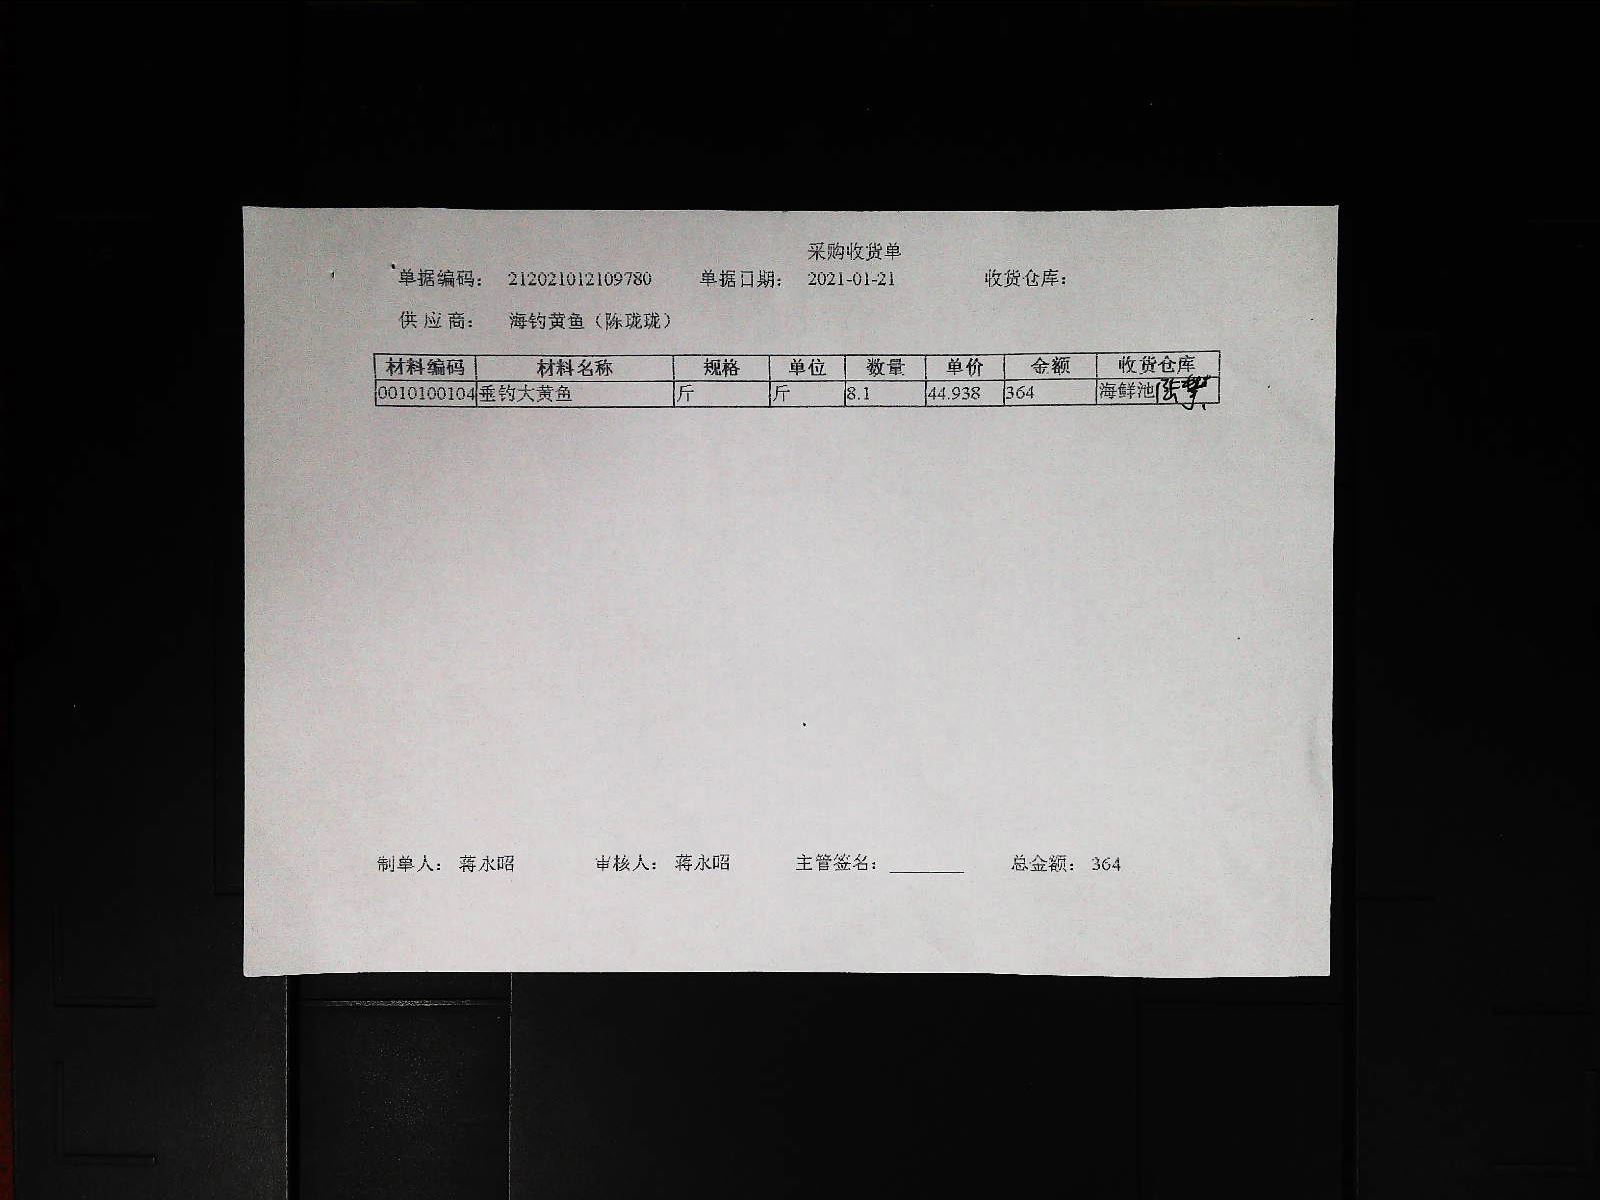 采购收货单
单据编码： 212021012109780 单据日期： 2021-01-21 收货仓库：
供 应 商： 海钓黄鱼（陈珑珑）
材料编码 材料名称 规格 单位 数量 单价 金额 收货仓库
0010100104 垂钓大黄鱼 斤 斤 8.1 44.938 364 海鲜池
制单人： 蒋永昭 审核人： 蒋永昭 主管签名： 总金额： 364